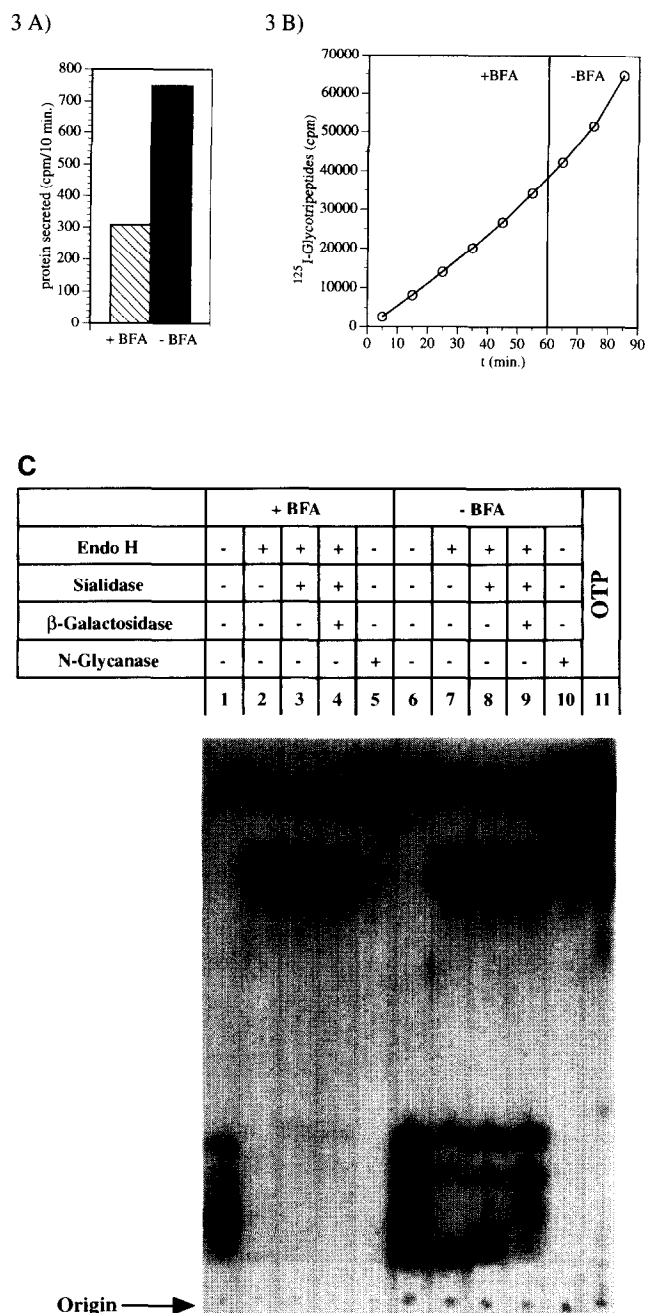 3 A)
3 B)
protein secreted (cpm/10 min.)
800
700
600
500
400
300
200
100
0
+ BFA - BFA
125 I-Glycotripeptides (cpm)
70000
60000
50000
40000
30000
20000
10000
0
+BFA -BFA
0 10 20 30 40 50 60 70 80 90
t (min.)
C
+ BFA - BFA OTP
Endo H - + + + - - + + + -
Sialidase - - + + - - - + + -
β-Galactosidase - - - + - - - - + -
N-Glycanase - - - - + - - - - +
1 2 3 4 5 6 7 8 9 10 11
Origin